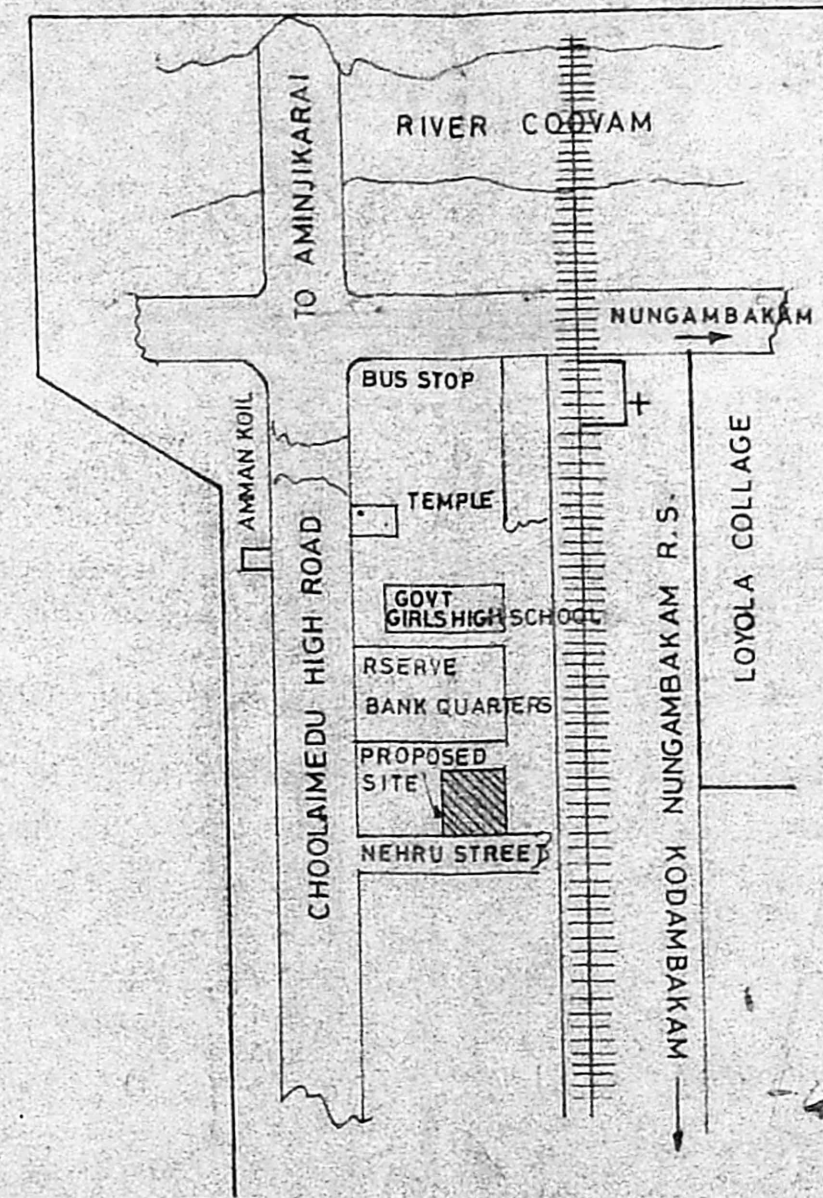 RIVER COOVAM
TO AMINJIKARAI
NUNGAMBAKAM
BUS STOP
AMMAN KOIL
TEMPLE
LOYOLA COLLAGE
CHOOLAIMEDU HIGH ROAD
GOVT
GIRLS HIGH SCHOOL
NUNGAMBAKAM R.S.
RSERVE
BANK QUARTERS
PROPOSED
SITE
NEHRU STREET
KODAMBAKAM